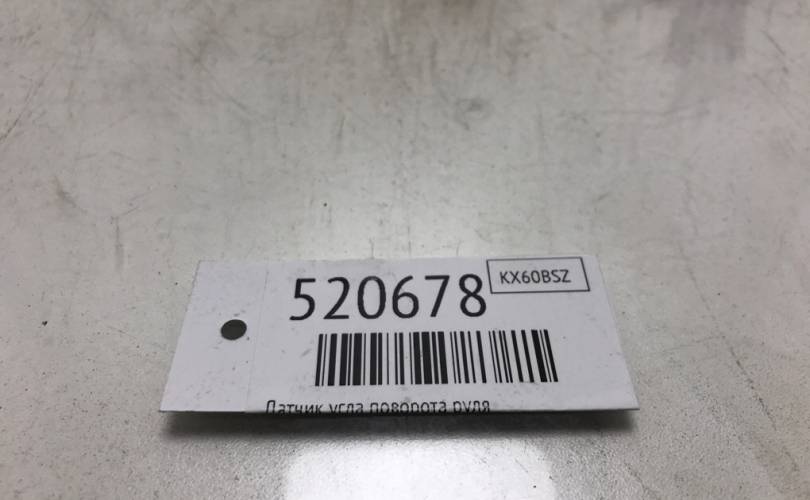 520678
KX60BSZ
Датчик угла поворота руля